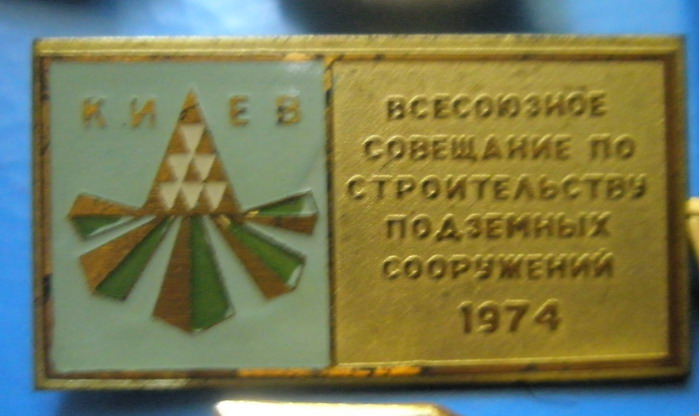 КИЕВ
ВСЕСОЮЗНОЕ
СОВЕЩАНИЕ ПО
СТРОИТЕЛЬСТВУ
ПОДЗЕМНЫХ
СООРУЖЕНИЙ
1974